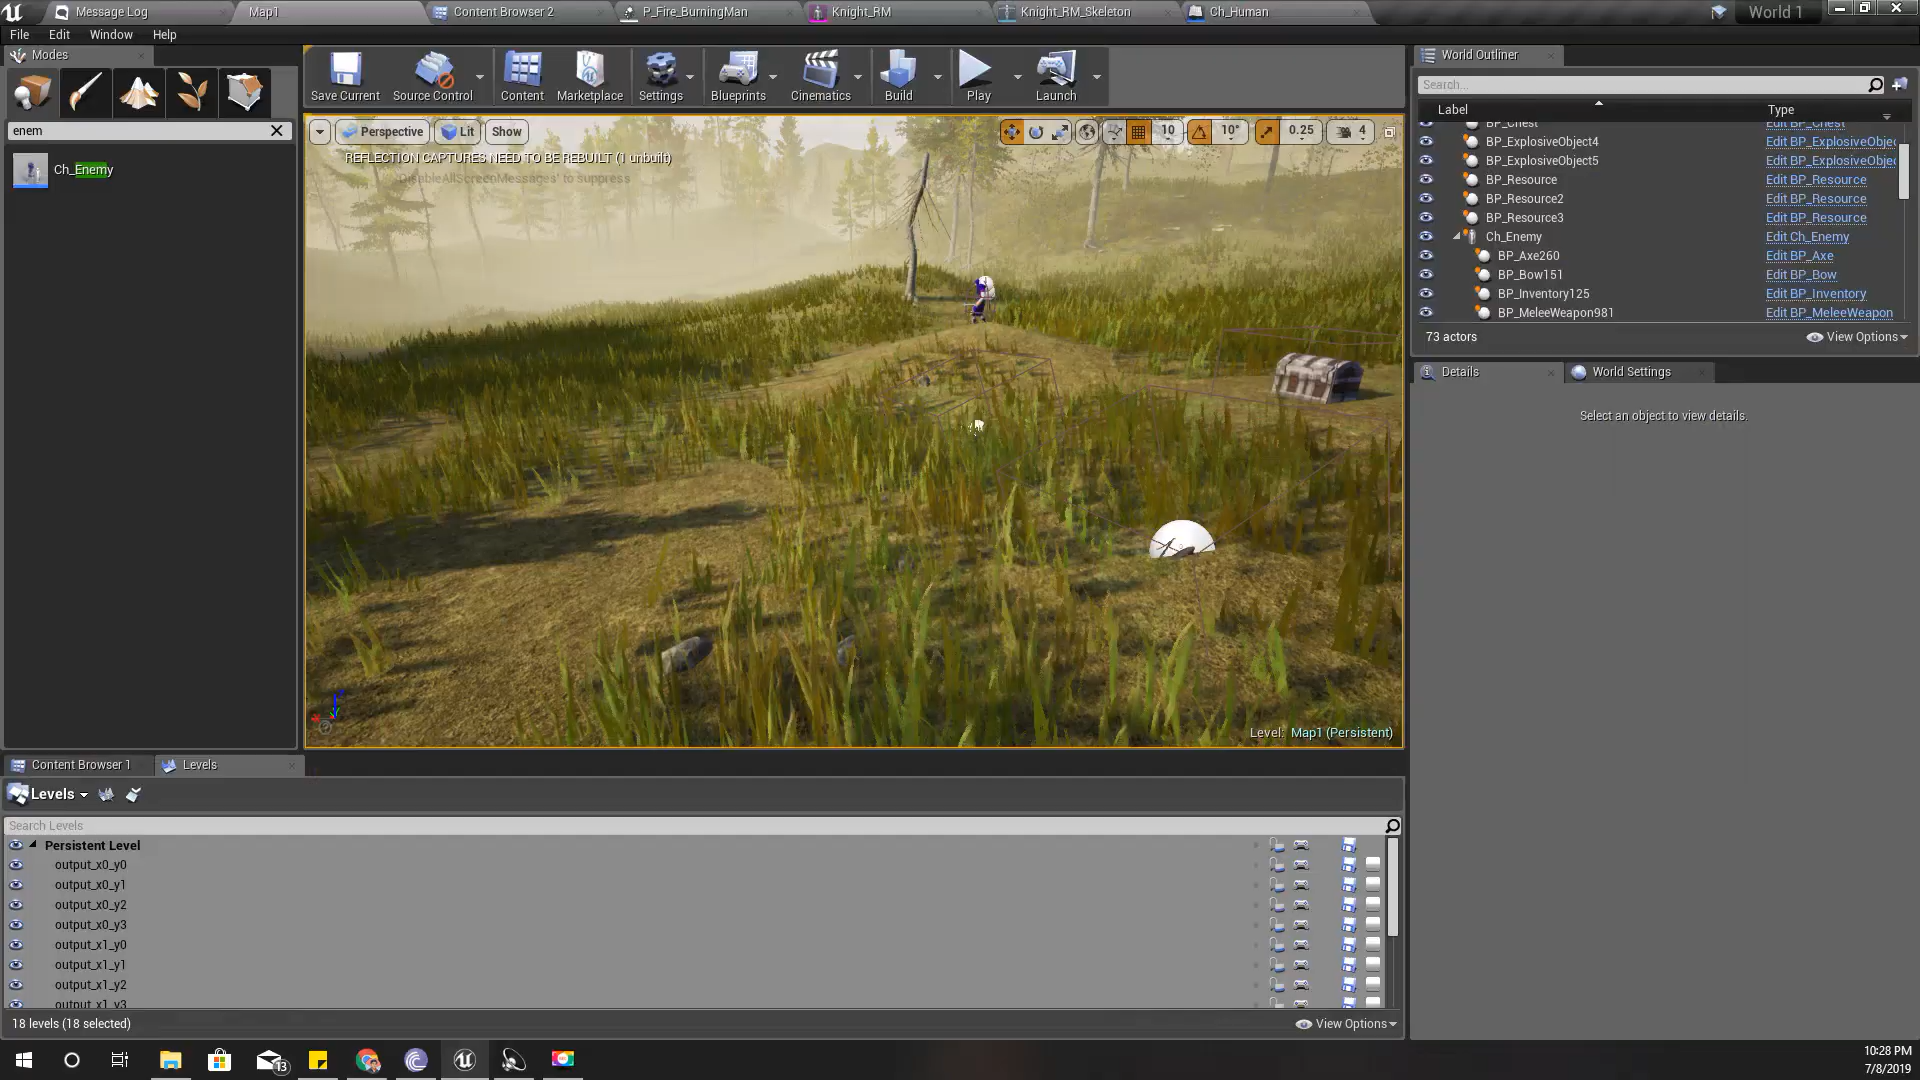 Message Log
Map1
Content Browser 2
P_Fire_BurningMan
Knight_RM
Knight_RM_Skeleton
Ch_Human
World 1
File Edit Window Help
Modes
enem
Ch_Enemy
Save Current
Source Control
Content
Marketplace
Settings
Blueprints
Cinematics
Build
Play
Launch
Perspective
Lit
Show
10
10°
0.25
4
REFLECTION CAPTURES NEED TO BE REBUILT (1 unbuilt)
'DisableAllScreenMessages' to suppress
Level: Map1 (Persistent)
World Outliner
Search...
Label Type
BP_Chest Edit BP_Chest
BP_ExplosiveObject4 Edit BP_ExplosiveObjec
BP_ExplosiveObject5 Edit BP_ExplosiveObjec
BP_Resource Edit BP_Resource
BP_Resource2 Edit BP_Resource
BP_Resource3 Edit BP_Resource
Ch_Enemy Edit Ch_Enemy
BP_Axe260 Edit BP_Axe
BP_Bow151 Edit BP_Bow
BP_Inventory125 Edit BP_Inventory
BP_MeleeWeapon981 Edit BP_MeleeWeapon
73 actors
View Options
Details
World Settings
Select an object to view details.
Content Browser 1
Levels
Levels
Search Levels
Persistent Level
output_x0_y0
output_x0_y1
output_x0_y2
output_x0_y3
output_x1_y0
output_x1_y1
output_x1_y2
output_x1_y3
18 levels (18 selected)
View Options
13
10:28 PM
7/8/2019